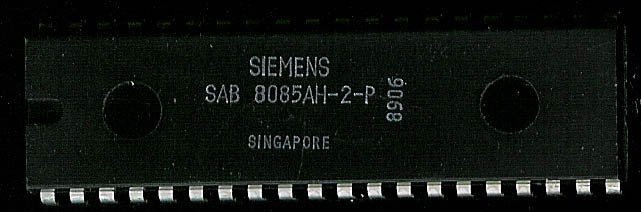 SIEMENS
SAB 8085AH-2-P
8906
SINGAPORE